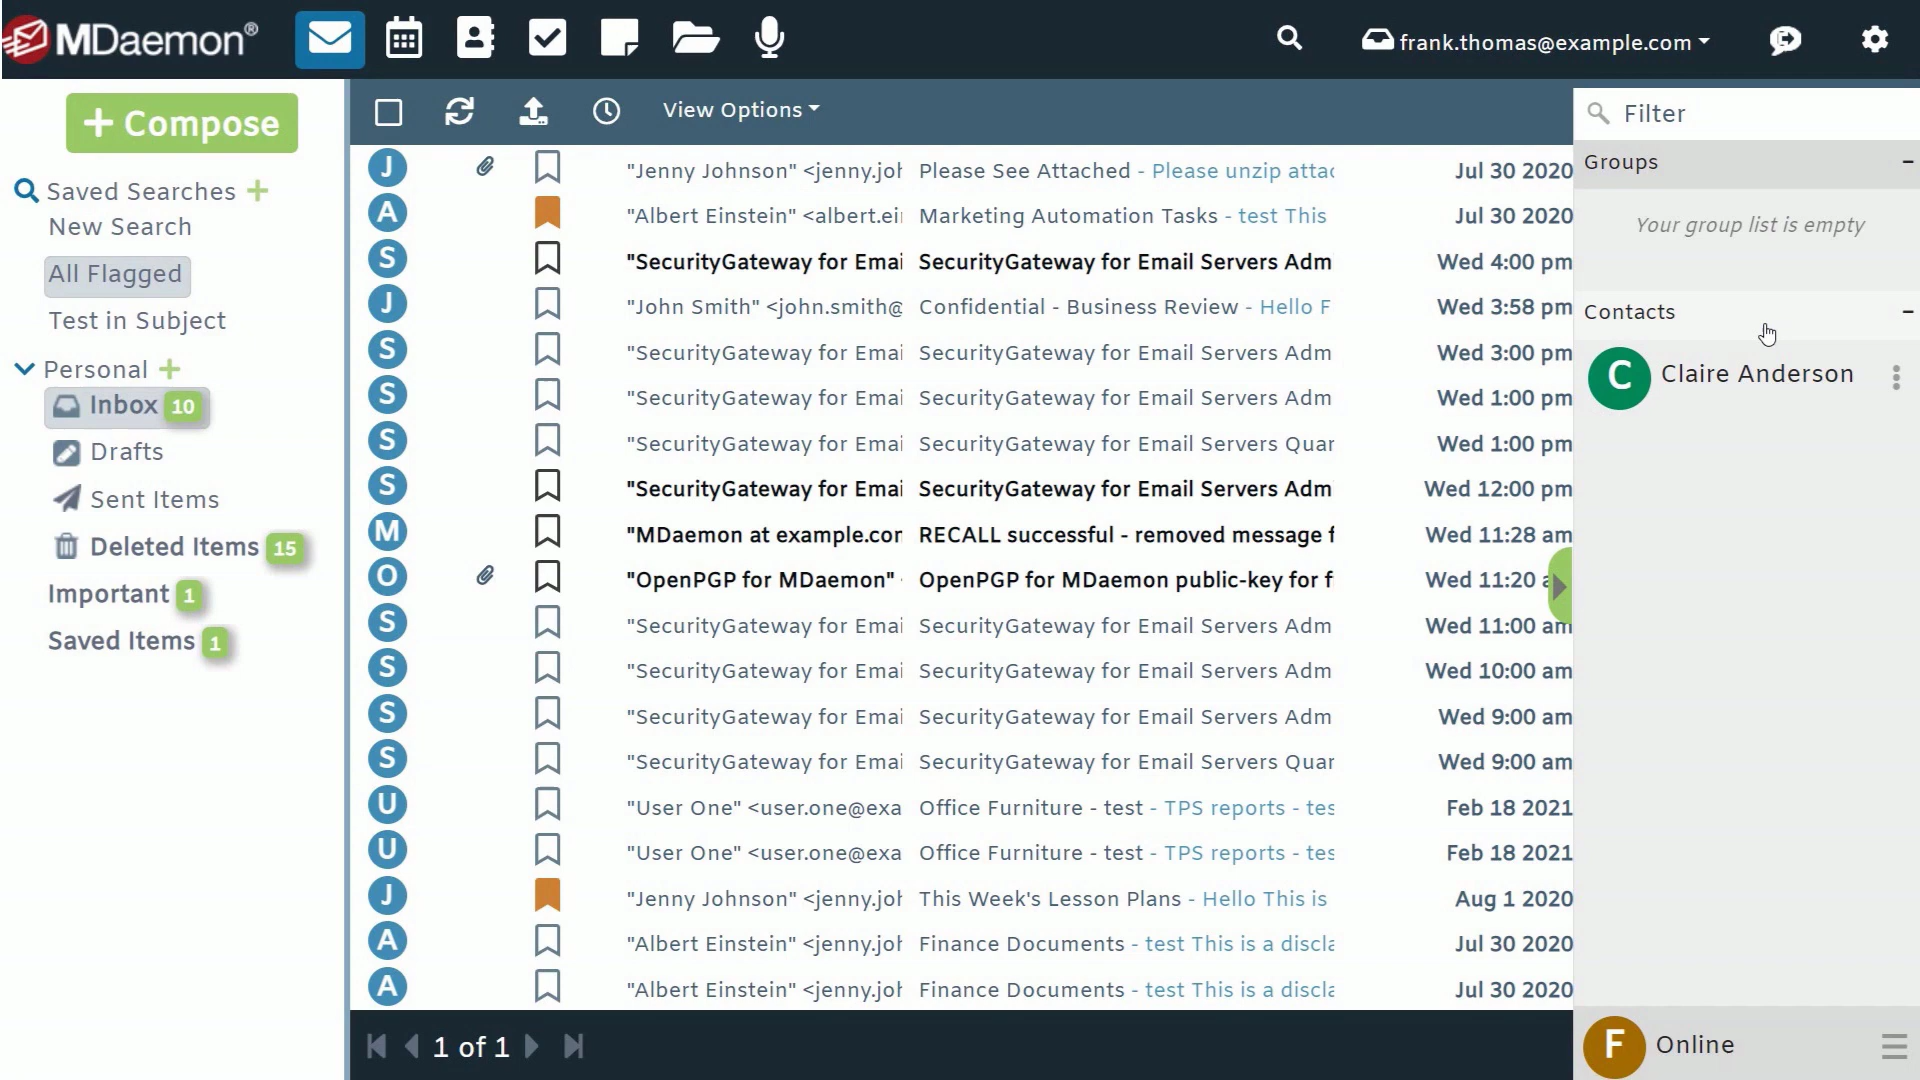 MDaemon®
frank.thomas@example.com
+ Compose
View Options
Filter
Saved Searches +
New Search
All Flagged
Test in Subject
Personal +
Inbox 10
Drafts
Sent Items
Deleted Items 15
Important 1
Saved Items 1
J "Jenny Johnson" <jenny.joh Please See Attached - Please unzip attac Jul 30 2020
A "Albert Einstein" <albert.ei Marketing Automation Tasks - test This Jul 30 2020
S "SecurityGateway for Emai SecurityGateway for Email Servers Adm Wed 4:00 pm
J "John Smith" <john.smith@ Confidential - Business Review - Hello F Wed 3:58 pm
S "SecurityGateway for Emai SecurityGateway for Email Servers Adm Wed 3:00 pm
S "SecurityGateway for Emai SecurityGateway for Email Servers Adm Wed 1:00 pm
S "SecurityGateway for Emai SecurityGateway for Email Servers Quar Wed 1:00 pm
S "SecurityGateway for Emai SecurityGateway for Email Servers Adm Wed 12:00 pm
M "MDaemon at example.com RECALL successful - removed message f Wed 11:28 am
O "OpenPGP for MDaemon" OpenPGP for MDaemon public-key for f Wed 11:20 a
S "SecurityGateway for Emai SecurityGateway for Email Servers Adm Wed 11:00 am
S "SecurityGateway for Emai SecurityGateway for Email Servers Adm Wed 10:00 am
S "SecurityGateway for Emai SecurityGateway for Email Servers Adm Wed 9:00 am
S "SecurityGateway for Emai SecurityGateway for Email Servers Quar Wed 9:00 am
U "User One" <user.one@exa Office Furniture - test - TPS reports - tes Feb 18 2021
U "User One" <user.one@exa Office Furniture - test - TPS reports - tes Feb 18 2021
J "Jenny Johnson" <jenny.joh This Week's Lesson Plans - Hello This is Aug 1 2020
A "Albert Einstein" <jenny.joh Finance Documents - test This is a discla Jul 30 2020
A "Albert Einstein" <jenny.joh Finance Documents - test This is a discla Jul 30 2020
1 of 1
Groups -
Your group list is empty
Contacts -
C Claire Anderson
F Online